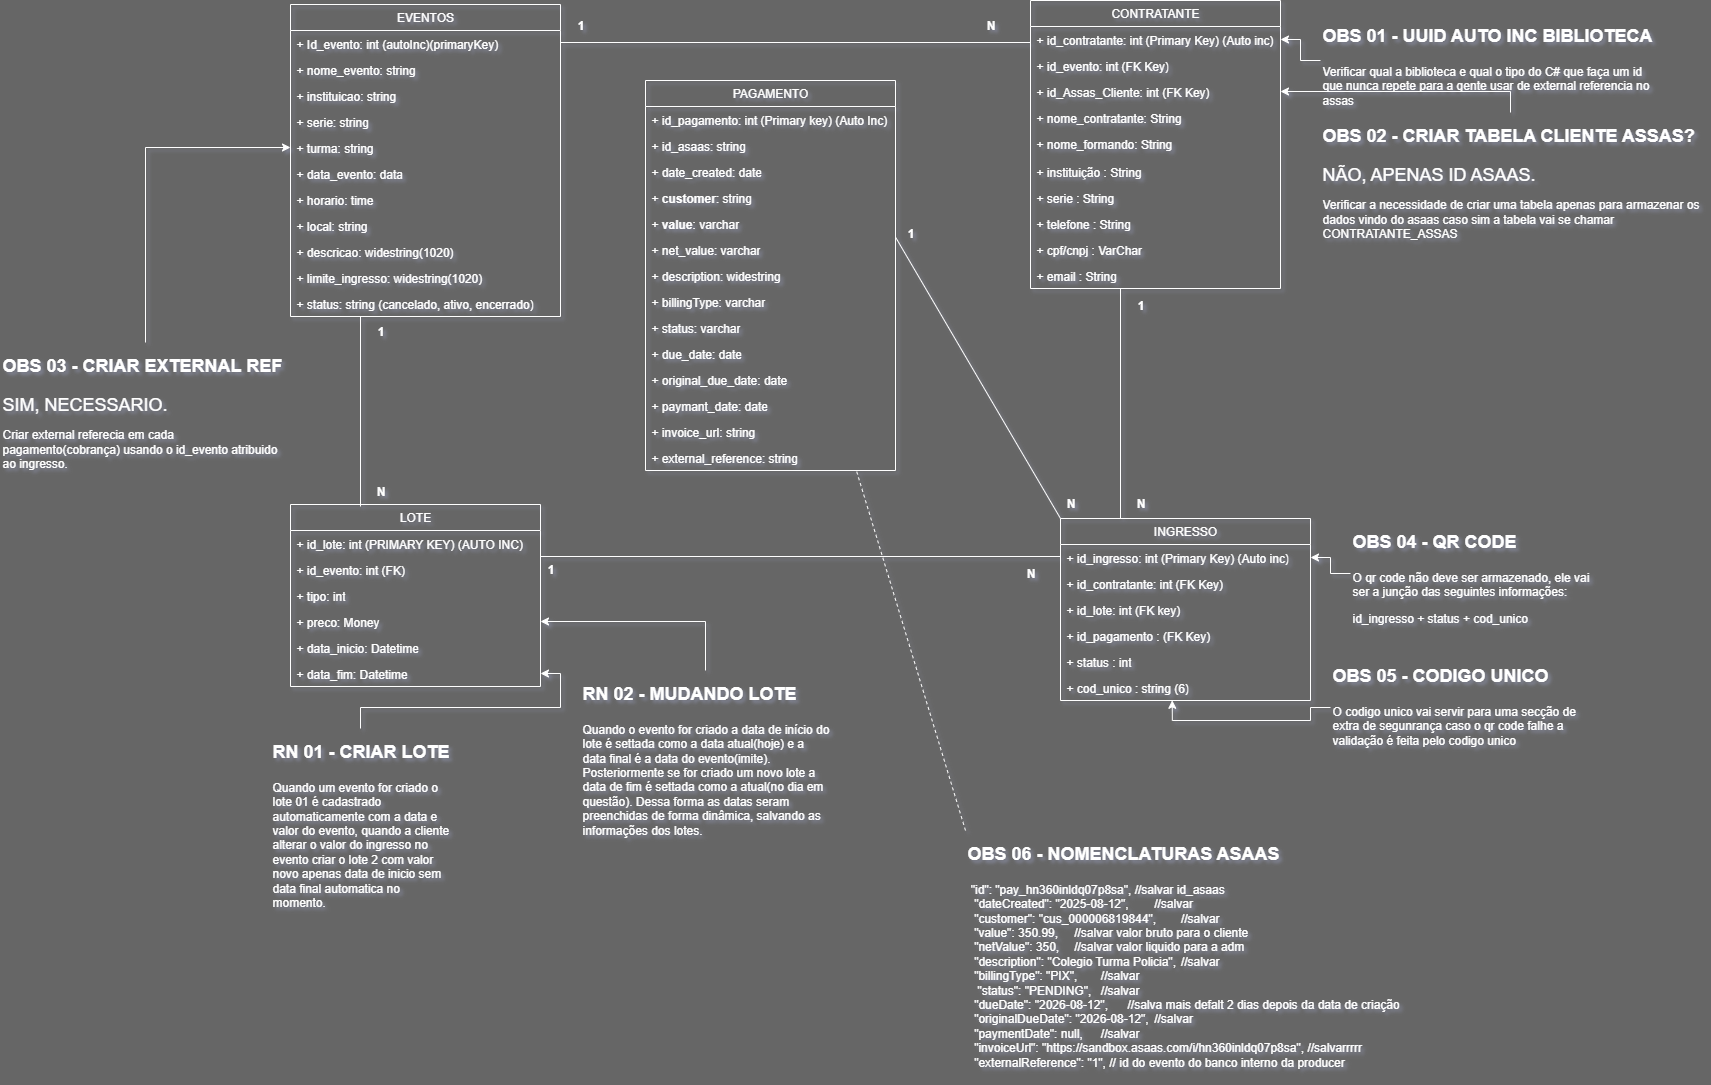 EVENTOS
+ Id_evento: int (autoInc)(primaryKey)
+ nome_evento: string
+ instituicao: string
+ serie: string
+ turma: string
+ data_evento: data
+ horario: time
+ local: string
+ descricao: widestring(1020)
+ limite_ingresso: widestring(1020)
+ status: string (cancelado, ativo, encerrado)
1
N
1
N
CONTRATANTE
+ id_contratante: int (Primary Key) (Auto inc)
+ id_evento: int (FK Key)
+ id_Assas_Cliente: int (FK Key)
+ nome_contratante: String
+ nome_formando: String
+ instituição : String
+ serie : String
+ telefone : String
+ cpf/cnpj : VarChar
+ email : String
1
N
OBS 01 - UUID AUTO INC BIBLIOTECA
Verificar qual a biblioteca e qual o tipo do C# que faça um id
que nunca repete para a gente usar de external referencia no
assas
OBS 02 - CRIAR TABELA CLIENTE ASSAS?
NÃO, APENAS ID ASAAS.
Verificar a necessidade de criar uma tabela apenas para armazenar os
dados vindo do asaas caso sim a tabela vai se chamar
CONTRATANTE_ASSAS
PAGAMENTO
+ id_pagamento: int (Primary key) (Auto Inc)
+ id_asaas: string
+ date_created: date
+ customer: string
+ value: varchar
+ net_value: varchar
+ description: widestring
+ billingType: varchar
+ status: varchar
+ due_date: date
+ original_due_date: date
+ paymant_date: date
+ invoice_url: string
+ external_reference: string
1
N
OBS 03 - CRIAR EXTERNAL REF
SIM, NECESSARIO.
Criar external referecia em cada
pagamento(cobrança) usando o id_evento atribuido
ao ingresso.
LOTE
+ id_lote: int (PRIMARY KEY) (AUTO INC)
+ id_evento: int (FK)
+ tipo: int
+ preco: Money
+ data_inicio: Datetime
+ data_fim: Datetime
1
N
INGRESSO
+ id_ingresso: int (Primary Key) (Auto inc)
+ id_contratante: int (FK Key)
+ id_lote: int (FK key)
+ id_pagamento : (FK Key)
+ status : int
+ cod_unico : string (6)
OBS 04 - QR CODE
O qr code não deve ser armazenado, ele vai
ser a junção das seguintes informações:
id_ingresso + status + cod_unico
OBS 05 - CODIGO UNICO
O codigo unico vai servir para uma secção de
extra de segunrança caso o qr code falhe a
validação é feita pelo codigo unico
RN 01 - CRIAR LOTE
Quando um evento for criado o
lote 01 é cadastrado
automaticamente com a data e
valor do evento, quando a cliente
alterar o valor do ingresso no
evento criar o lote 2 com valor
novo apenas data de inicio sem
data final automatica no
momento.
RN 02 - MUDANDO LOTE
Quando o evento for criado a data de início do
lote é settada como a data atual(hoje) e a
data final é a data do evento(imite).
Posteriormente se for criado um novo lote a
data de fim é settada como a atual(no dia em
questão). Dessa forma as datas seram
preenchidas de forma dinâmica, salvando as
informações dos lotes.
OBS 06 - NOMENCLATURAS ASAAS
"id": "pay_hn360inldq07p8sa", //salvar id_asaas
"dateCreated": "2025-08-12", //salvar
"customer": "cus_000006819844", //salvar
"value": 350.99, //salvar valor bruto para o cliente
"netValue": 350, //salvar valor liquido para a adm
"description": "Colegio Turma Policia", //salvar
"billingType": "PIX", //salvar
"status": "PENDING", //salvar
"dueDate": "2026-08-12", //salva mais defalt 2 dias depois da data de criação
"originalDueDate": "2026-08-12", //salvar
"paymentDate": null, //salvar
"invoiceUrl": "https://sandbox.asaas.com/i/hn360inldq07p8sa", //salvarrrrr
"externalReference": "1", // id do evento do banco interno da producer